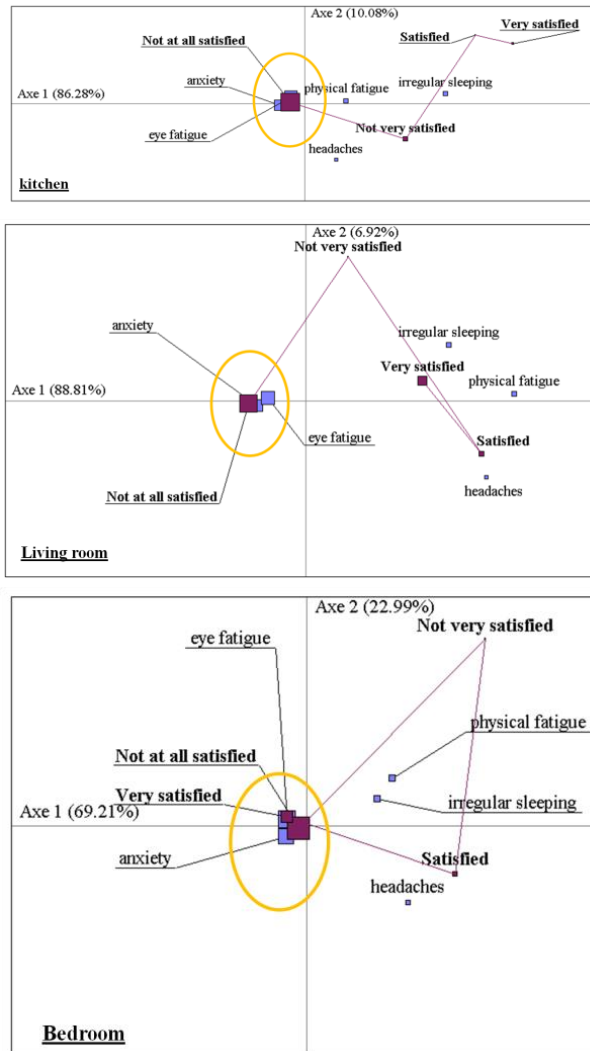 Axe 2 (10.08%)
Very satisfied
Satisfied
Not at all satisfied
anxiety
physical fatigue
irregular sleeping
Axe 1 (86.28%)
Not very satisfied
eye fatigue
headaches
kitchen
Axe 2 (6.92%)
Not very satisfied
anxiety
irregular sleeping
Very satisfied
physical fatigue
Axe 1 (88.81%)
eye fatigue
Satisfied
Not at all satisfied
headaches
Living room
Axe 2 (22.99%)
Not very satisfied
eye fatigue
physical fatigue
Not at all satisfied
Very satisfied
irregular sleeping
Axe 1 (69.21%)
anxiety
Satisfied
headaches
Bedroom